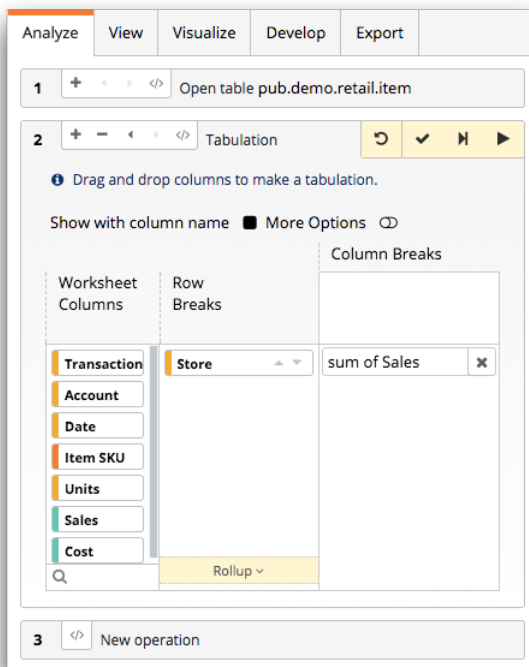 Analyze View Visualize Develop Export
1 Open table pub.demo.retail.item
2 Tabulation
Drag and drop columns to make a tabulation.
Show with column name More Options
Column Breaks
Worksheet Columns
Row Breaks
Transaction
Account
Date
Item SKU
Units
Sales
Cost
Store
Rollup
sum of Sales
3 New operation